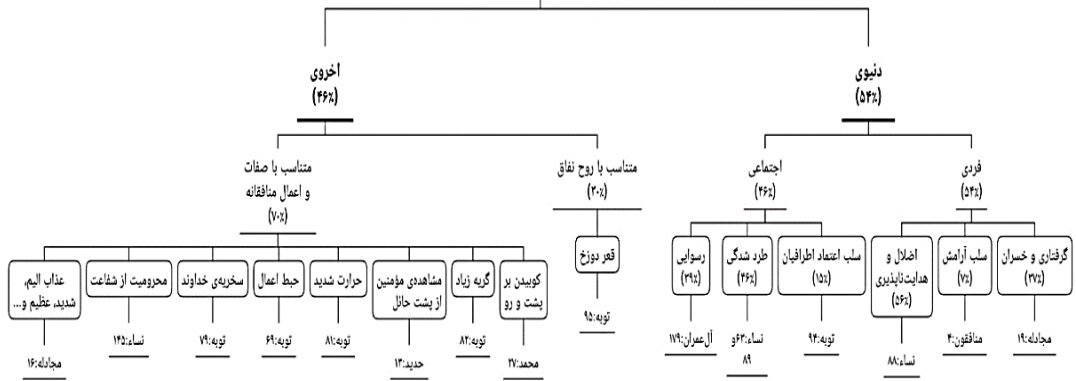 دنیوی
(۵۴٪)
اخروی
(۴۶٪)
فردی
(۵۴٪)
اجتماعی
(۴۶٪)
متناسب با روح نفاق
(۳۰٪)
متناسب با صفات
و اعمال منافقانه
(۷۰٪)
گرفتاری و خسران
(۳۷٪)
سلب آرامش
(۷٪)
اضلال و
هدایت‌ناپذیری
(۵۶٪)
سلب اعتماد اطرافیان
(۱۵٪)
طرد شدگی
(۴۶٪)
رسوایی
(۳۹٪)
قعر دوزخ
کوبیدن بر
پشت و رو
گریه زیاد
مشاهده‌ی مؤمنین
از پشت حائل
حرارت شدید
حبط اعمال
سخریه‌ی خداوند
محرومیت از شفاعت
عذاب الیم،
شدید، عظیم و...
مجادله:۱۹
منافقون:۴
نساء:۸۸
توبه:۹۴
نساء:۶۳و
۸۹
آل‌عمران:۱۷۹
توبه:۹۵
محمد:۲۷
توبه:۸۲
حدید:۱۳
توبه:۸۱
توبه:۶۹
توبه:۷۹
نساء:۱۴۵
مجادله:۱۶